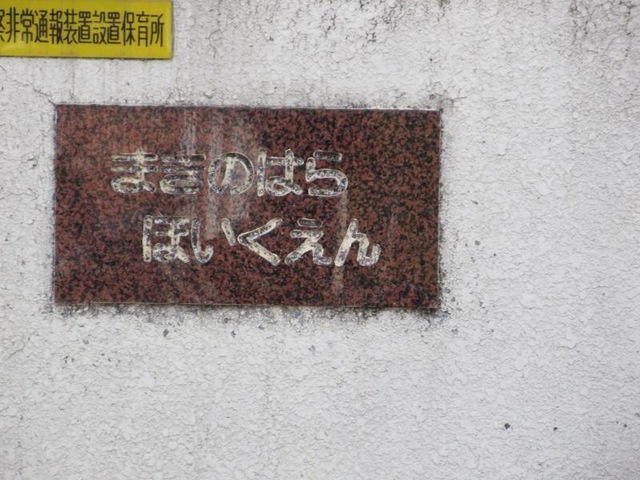 非常通報装置設置保育所
まきのはら
ほいくえん